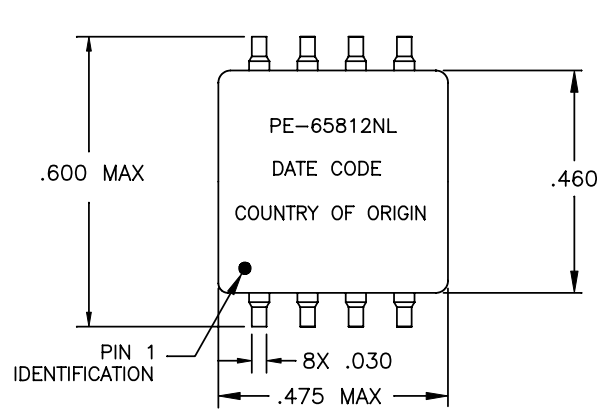 PE-65812NL
DATE CODE
.600 MAX
.460
COUNTRY OF ORIGIN
PIN 1
IDENTIFICATION
8X .030
.475 MAX